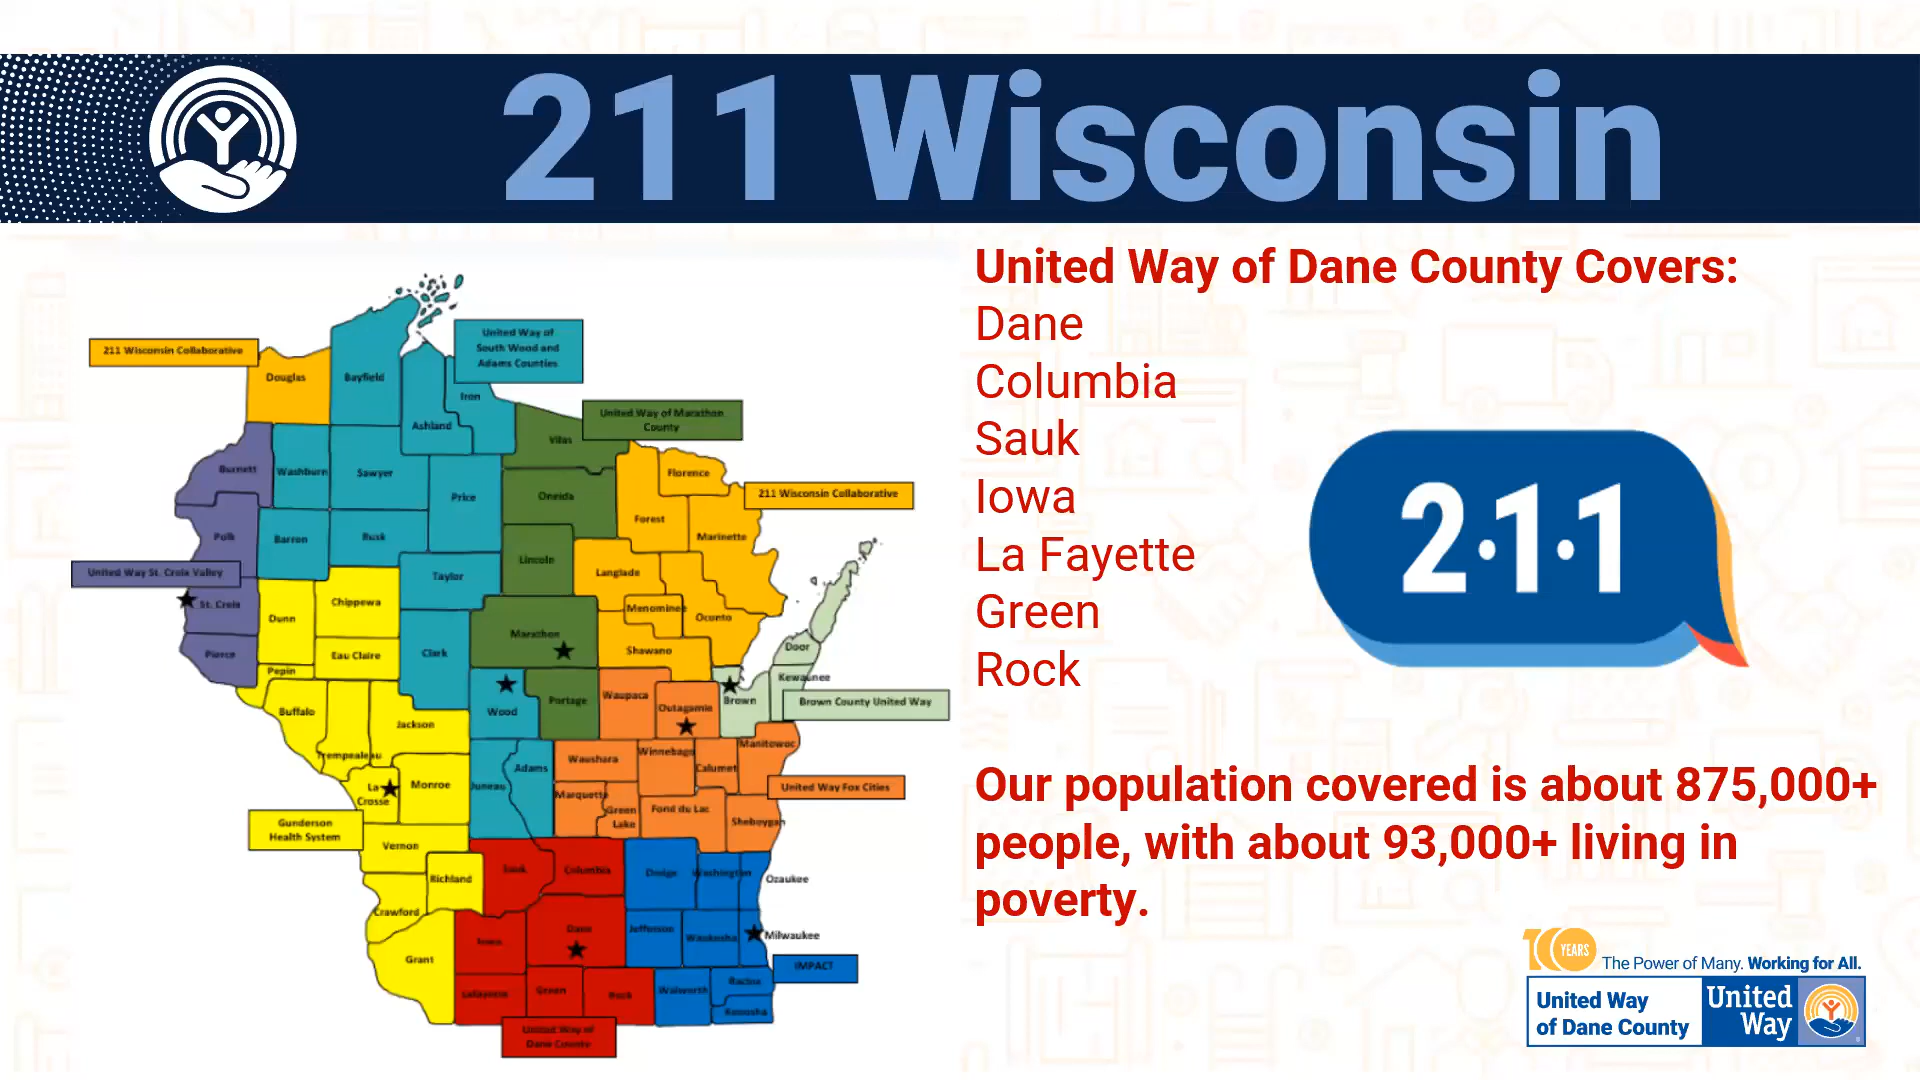 211 Wisconsin
United Way of Dane County Covers:
Dane
Columbia
Sauk
Iowa
La Fayette
Green
Rock
Our population covered is about 875,000+
people, with about 93,000+ living in
poverty.
2·1·1
100 YEARS The Power of Many. Working for All.
United Way
of Dane County
United
Way
211 Wisconsin Collaborative
United Way of
South Wood and
Adams Counties
United Way of Marathon
County
211 Wisconsin Collaborative
United Way St. Croix Valley
Brown County United Way
United Way Fox Cities
Gunderson
Health System
IMPACT
United Way of
Dane County
Douglas
Bayfield
Iron
Ashland
Vilas
Burnett
Washburn
Sawyer
Price
Oneida
Florence
Forest
Marinette
Polk
Barron
Rusk
Lincoln
Langlade
Taylor
Chippewa
St. Croix
Dunn
Menominee
Oconto
Marathon
Pierce
Eau Claire
Clark
Shawano
Door
Pepin
Kewaunee
Buffalo
Jackson
Wood
Portage
Waupaca
Outagamie
Brown
Trempealeau
Waushara
Winnebago
Manitowoc
Adams
Calumet
La
Crosse
Monroe
Juneau
Marquette
Green
Lake
Fond du Lac
Sheboygan
Vernon
Richland
Sauk
Columbia
Dodge
Washington
Ozaukee
Crawford
Grant
Iowa
Dane
Jefferson
Waukesha
Milwaukee
Lafayette
Green
Rock
Walworth
Racine
Kenosha